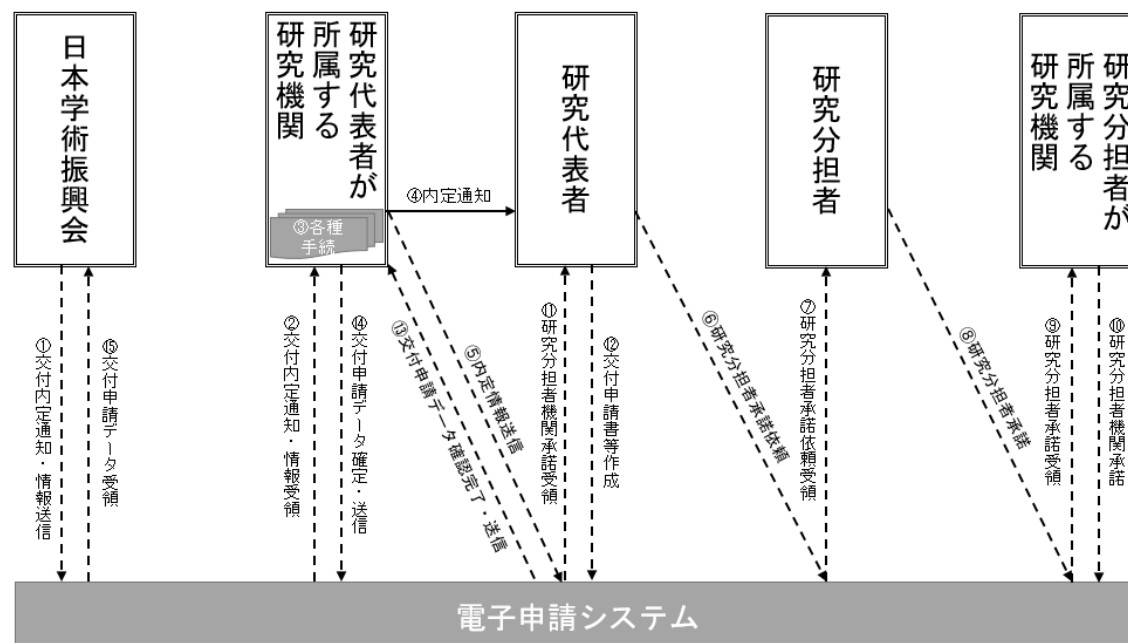 日本学術振興会
研究代表者が
所属する
研究機関
③各種
手続
④内定通知
研究代表者
研究分担者
研究分担者が
所属する
研究機関
①交付内定通知・情報送信
⑮交付申請データ受領
②交付内定通知・情報受領
⑭交付申請データ確定・送信
⑬交付申請データ確認完了・送信
⑤内定情報送信
⑪研究分担者機関承諾受領
⑫交付申請書等作成
⑥研究分担者承諾依頼
⑦研究分担者承諾依頼受領
⑧研究分担者承諾
⑨研究分担者承諾受領
⑩研究分担者機関承諾
電子申請システム